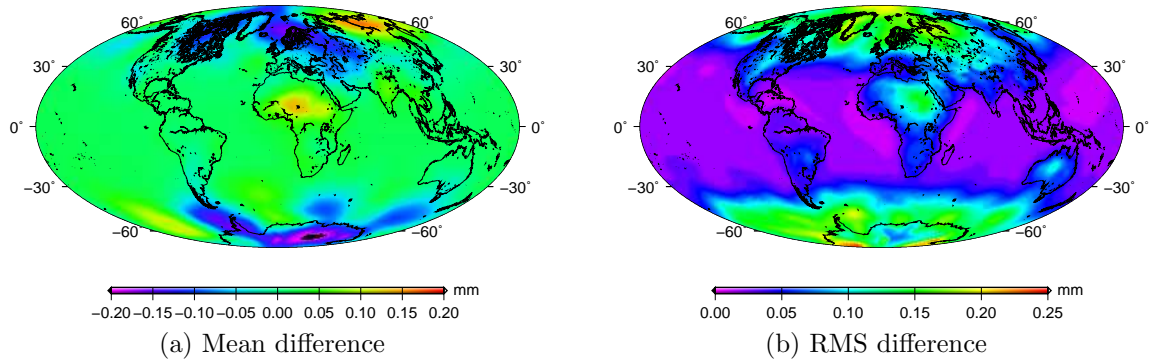 60° 60° 60° 60°
30° 30° 30° 30°
0° 0° 0° 0°
−30° −30° −30° −30°
−60 −60° −60 −60°
mm mm
−0.20 −0.15 −0.10 −0.05 0.00 0.05 0.10 0.15 0.20 0.00 0.05 0.10 0.15 0.20 0.25
(a) Mean difference (b) RMS difference